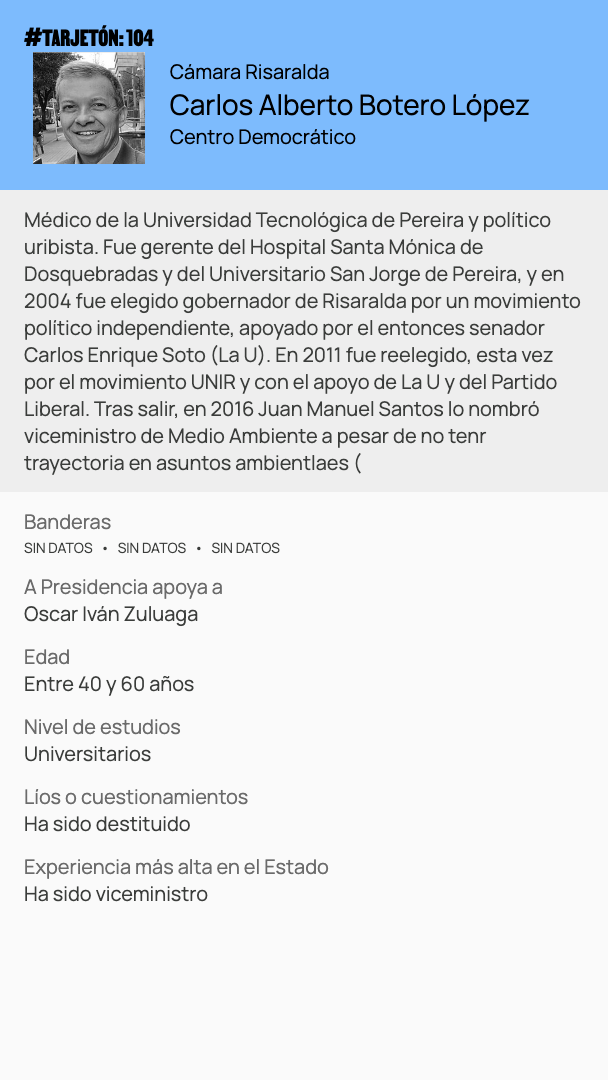 #TARJETÓN: 104
Cámara Risaralda
Carlos Alberto Botero López
Centro Democrático
Médico de la Universidad Tecnológica de Pereira y político
uribista. Fue gerente del Hospital Santa Mónica de
Dosquebradas y del Universitario San Jorge de Pereira, y en
2004 fue elegido gobernador de Risaralda por un movimiento
político independiente, apoyado por el entonces senador
Carlos Enrique Soto (La U). En 2011 fue reelegido, esta vez
por el movimiento UNIR y con el apoyo de La U y del Partido
Liberal. Tras salir, en 2016 Juan Manuel Santos lo nombró
viceministro de Medio Ambiente a pesar de no tenr
trayectoria en asuntos ambientlaes (
Banderas
SIN DATOS • SIN DATOS • SIN DATOS
A Presidencia apoya a
Oscar Iván Zuluaga
Edad
Entre 40 y 60 años
Nivel de estudios
Universitarios
Líos o cuestionamientos
Ha sido destituido
Experiencia más alta en el Estado
Ha sido viceministro